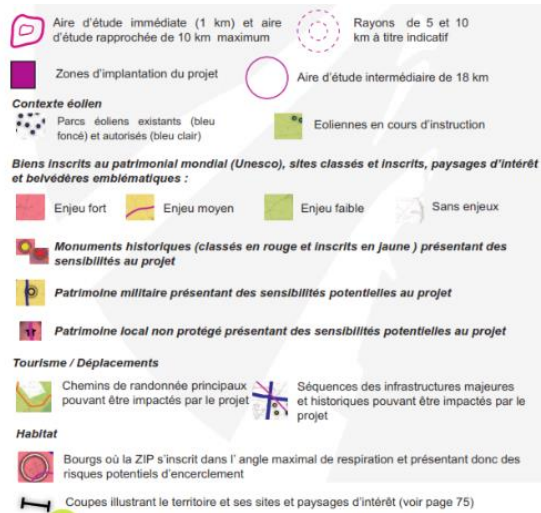 Aire d'étude immédiate (1 km) et aire
d'étude rapprochée de 10 km maximum
Rayons de 5 et 10
km à titre indicatif
Zones d'implantation du projet
Aire d'étude intermédiaire de 18 km
Contexte éolien
Parcs éoliens existants (bleu
foncé) et autorisés (bleu clair)
Eoliennes en cours d'instruction
Biens inscrits au patrimonial mondial (Unesco), sites classés et inscrits, paysages d'intérêt
et belvédères emblématiques :
Enjeu fort
Enjeu moyen
Enjeu faible
Sans enjeux
Monuments historiques (classés en rouge et inscrits en jaune ) présentant des
sensibilités au projet
Patrimoine militaire présentant des sensibilités potentielles au projet
Patrimoine local non protégé présentant des sensibilités potentielles au projet
Tourisme / Déplacements
Chemins de randonnée principaux
pouvant être impactés par le projet
Séquences des infrastructures majeures
et historiques pouvant être impactés par le
projet
Habitat
Bourgs où la ZIP s'inscrit dans l' angle maximal de respiration et présentant donc des
risques potentiels d'encerclement
Coupes illustrant le territoire et ses sites et paysages d'intérêt (voir page 75)